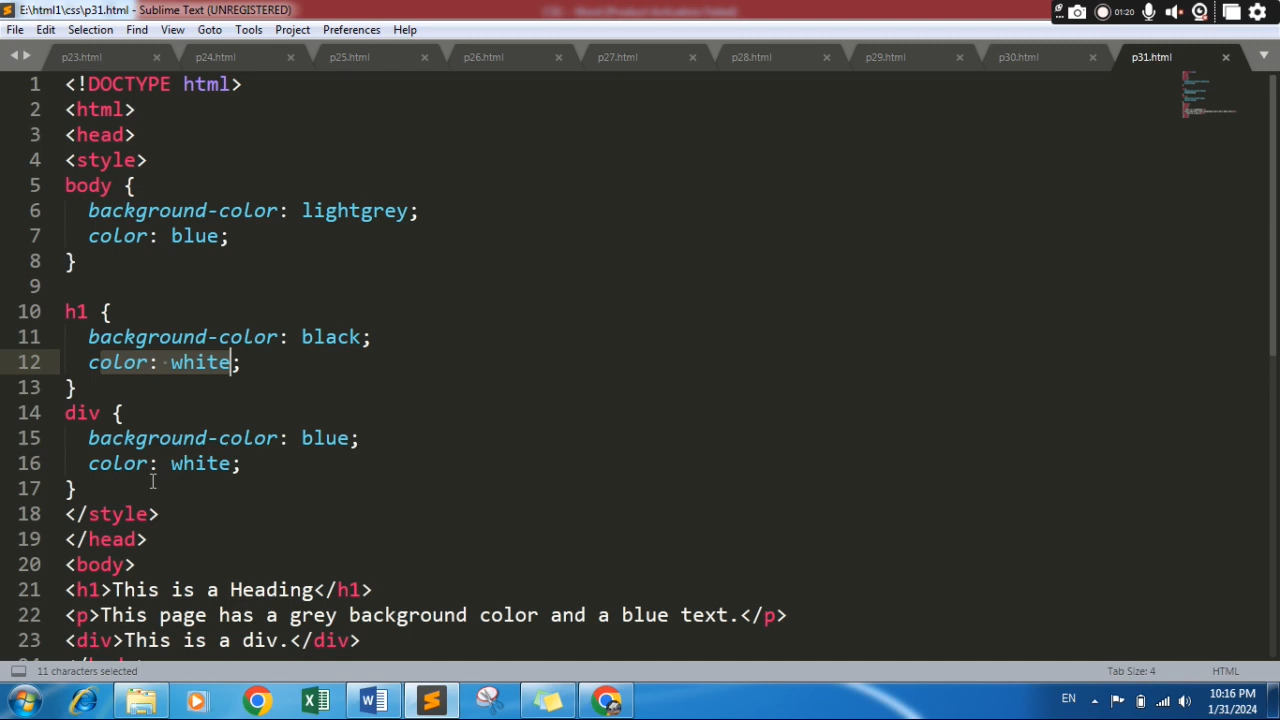 E:\html1\css\p31.html - Sublime Text (UNREGISTERED)
01:20
File Edit Selection Find View Goto Tools Project Preferences Help
p23.html p24.html p25.html p26.html p27.html p28.html p29.html p30.html p31.html
1 <!DOCTYPE html>
2 <html>
3 <head>
4 <style>
5 body {
6 background-color: lightgrey;
7 color: blue;
8 }
9
10 h1 {
11 background-color: black;
12 color: white;
13 }
14 div {
15 background-color: blue;
16 color: white;
17 }
18 </style>
19 </head>
20 <body>
21 <h1>This is a Heading</h1>
22 <p>This page has a grey background color and a blue text.</p>
23 <div>This is a div.</div>
11 characters selected Tab Size: 4 HTML
EN 10:16 PM
1/31/2024